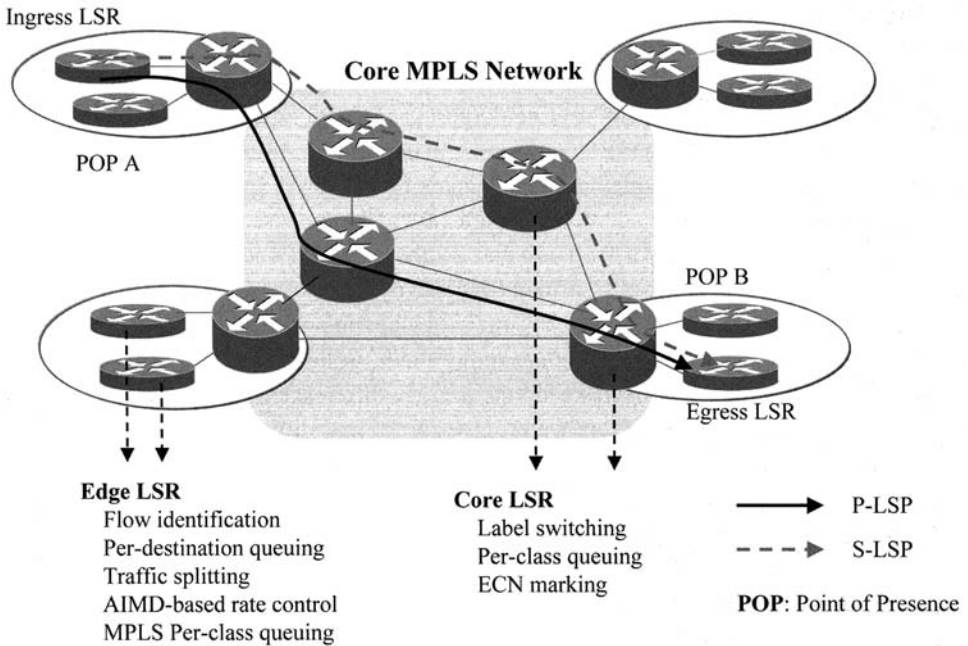 Ingress LSR
Core MPLS Network
POP A
POP B
Egress LSR
Edge LSR
Flow identification
Per-destination queuing
Traffic splitting
AIMD-based rate control
MPLS Per-class queuing
Core LSR
Label switching
Per-class queuing
ECN marking
P-LSP
S-LSP
POP: Point of Presence